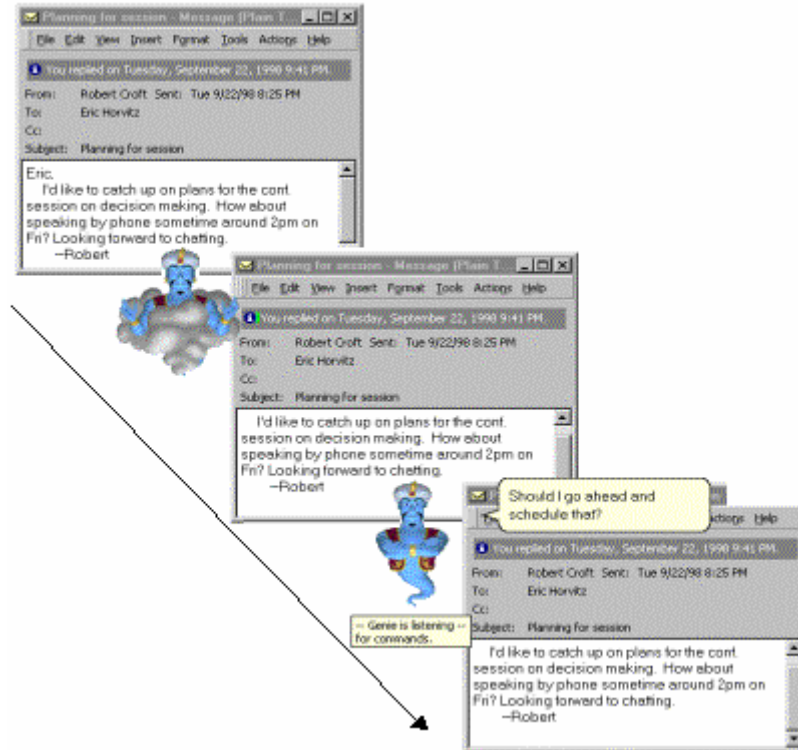 Planning for session - Message (Plain T...
File Edit View Insert Format Tools Actions Help
You replied on Tuesday, September 22, 1998 9:41 PM.
From: Robert Croft Sent: Tue 9/22/98 8:25 PM
To: Eric Horvitz
Cc:
Subject: Planning for session
Eric,
I'd like to catch up on plans for the conf.
session on decision making. How about
speaking by phone sometime around 2pm on
Fri? Looking forward to chatting.
--Robert
Planning for session - Message (Plain T...
File Edit View Insert Format Tools Actions Help
You replied on Tuesday, September 22, 1998 9:41 PM.
From: Robert Croft Sent: Tue 9/22/98 8:25 PM
To: Eric Horvitz
Cc:
Subject: Planning for session
I'd like to catch up on plans for the conf.
session on decision making. How about
speaking by phone sometime around 2pm on
Fri? Looking forward to chatting.
--Robert
-- Genie is listening --
for commands.
Should I go ahead and
schedule that?
Actions Help
You replied on Tuesday, September 22, 1998 9:41 PM.
From: Robert Croft Sent: Tue 9/22/98 8:25 PM
To: Eric Horvitz
Cc:
Subject: Planning for session
I'd like to catch up on plans for the conf.
session on decision making. How about
speaking by phone sometime around 2pm on
Fri? Looking forward to chatting.
--Robert